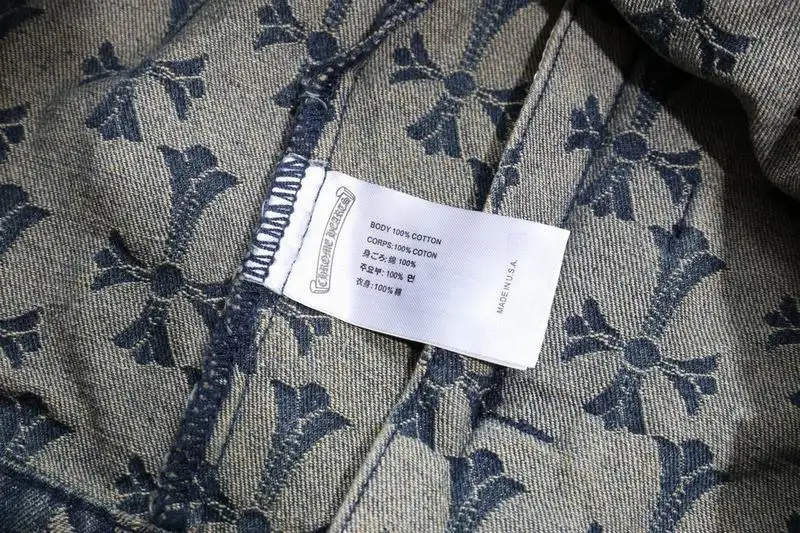 CHROME HEARTS
BODY 100% COTTON
CORPS:100% COTON
身ごろ: 綿 100%
주요부: 100% 면
衣身:100% 綿
MADE IN U.S.A.